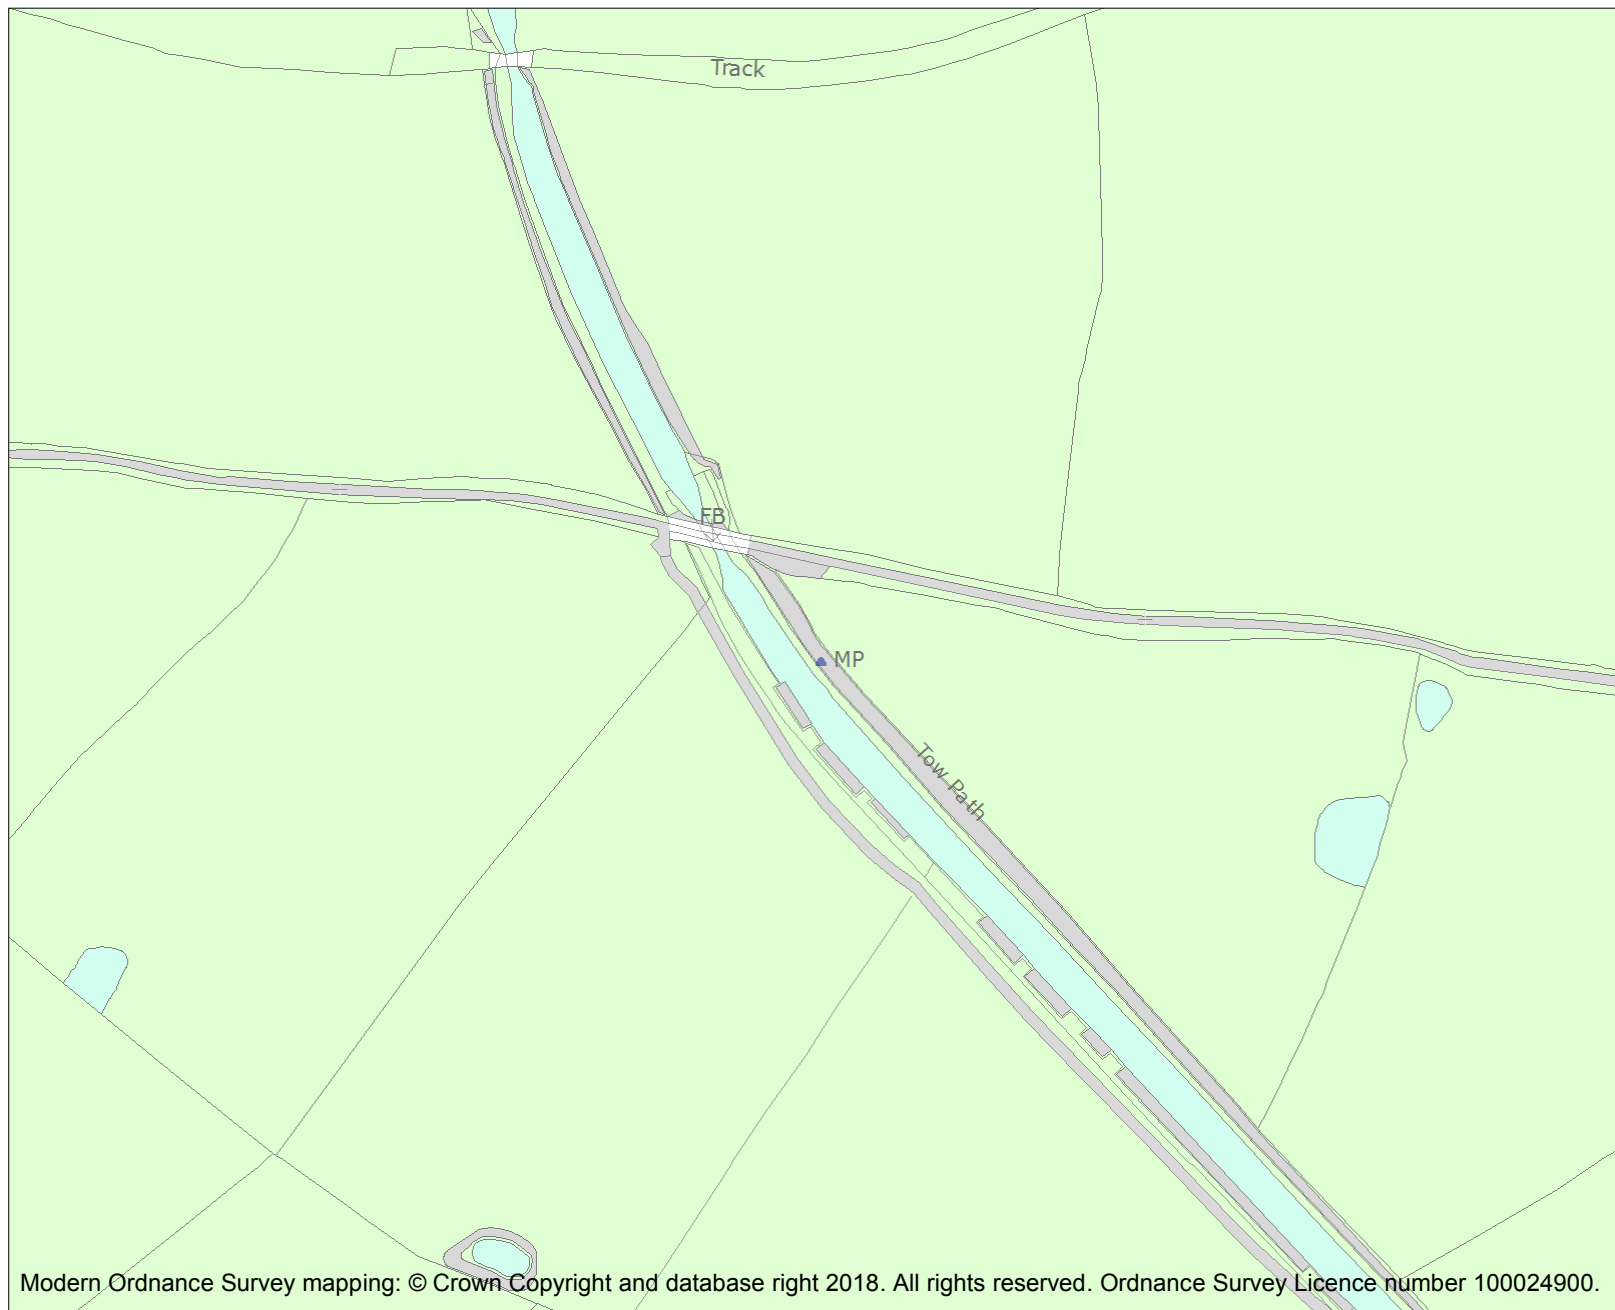 Track
FB
MP
Tow Path
Modern Ordnance Survey mapping: © Crown Copyright and database right 2018. All rights reserved. Ordnance Survey Licence number 100024900.